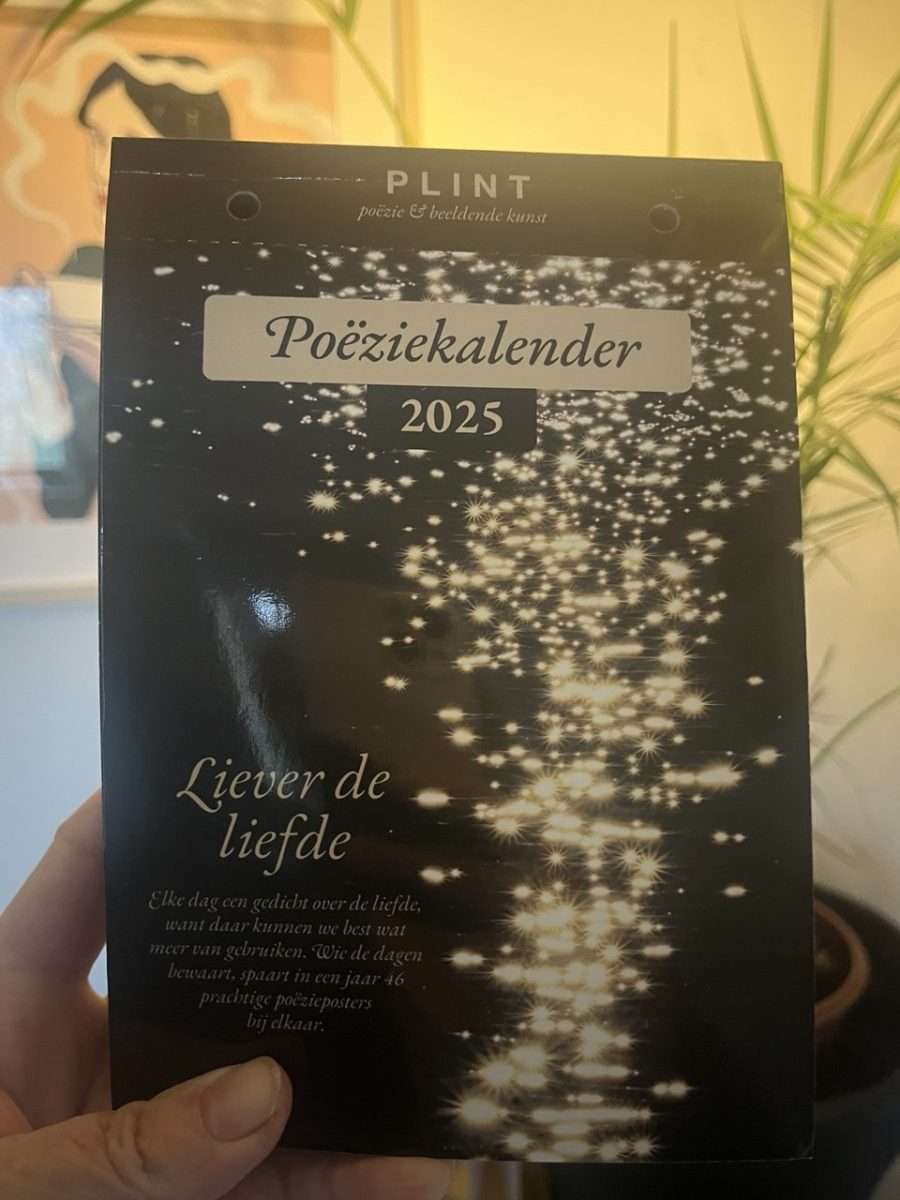 PLINT
poëzie & beeldende kunst
Poëziekalender
2025
Liever de
liefde
Elke dag een gedicht over de liefde,
want daar kunnen we best wat
meer van gebruiken. Wie de dagen
bewaart, spaart in een jaar 46
prachtige poëzieposters
bij elkaar.